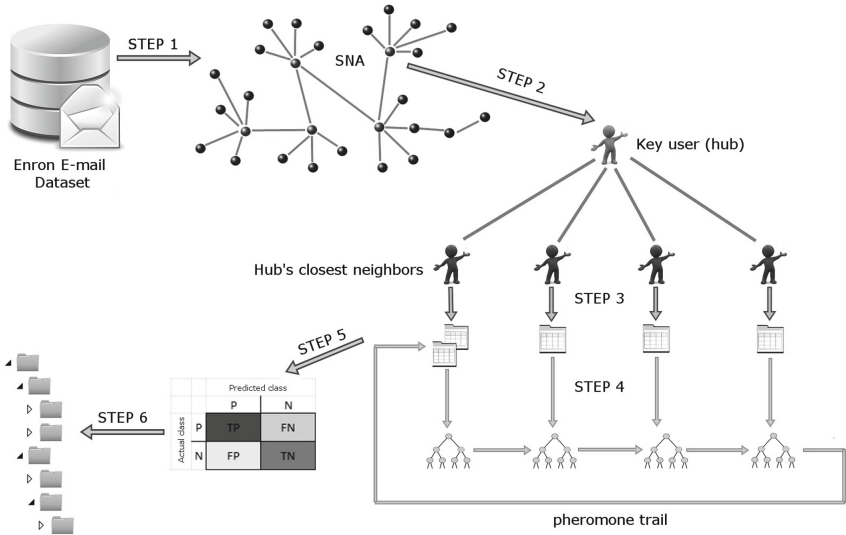 STEP 1
SNA
STEP 2
Enron E-mail
Dataset
Key user (hub)
Hub's closest neighbors
STEP 3
STEP 4
STEP 5
STEP 6
Predicted class
P N
Actual class
P TP FN
N FP TN
pheromone trail